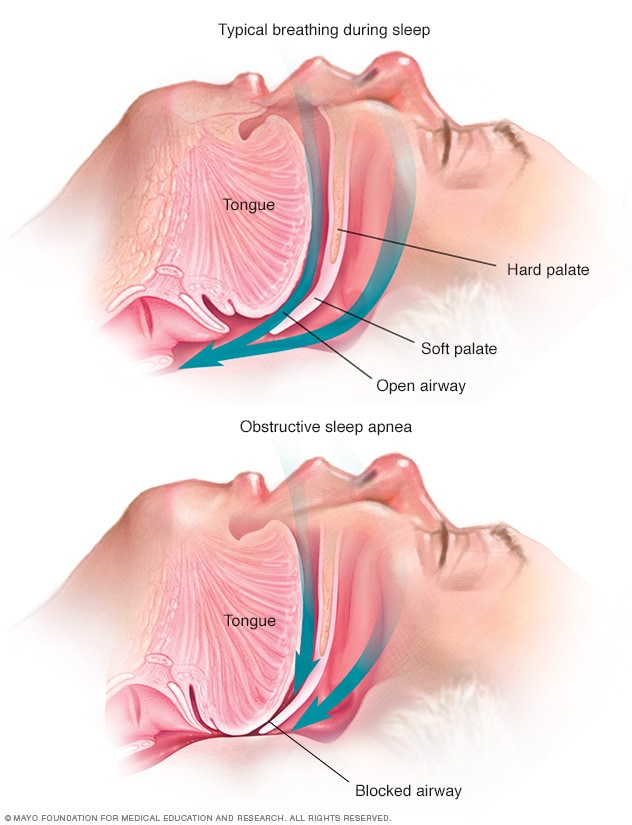 Typical breathing during sleep
Tongue
Hard palate
Soft palate
Open airway
Obstructive sleep apnea
Tongue
Blocked airway
© MAYO FOUNDATION FOR MEDICAL EDUCATION AND RESEARCH. ALL RIGHTS RESERVED.